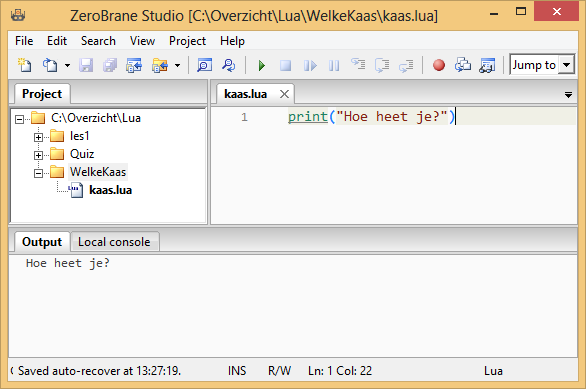 ZeroBrane Studio [C:\Overzicht\Lua\WelkeKaas\kaas.lua]
File Edit Search View Project Help
Jump to
Project
kaas.lua
C:\Overzicht\Lua
les1
Quiz
WelkeKaas
kaas.lua
1 print("Hoe heet je?")
Output Local console
Hoe heet je?
Saved auto-recover at 13:27:19. INS R/W Ln: 1 Col: 22 Lua